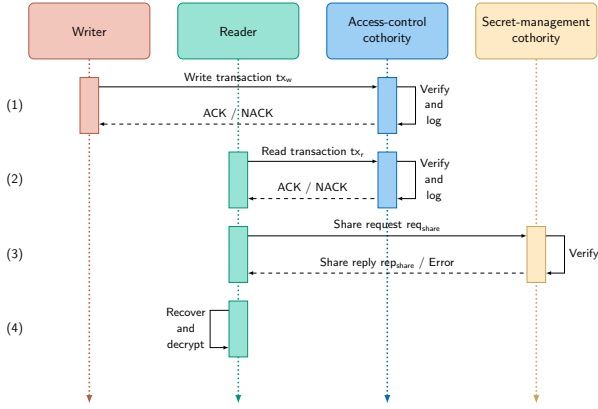 Writer
Reader
Access-control
cothority
Secret-management
cothority
(1)
Write transaction tx_w
Verify
and
log
ACK / NACK
(2)
Read transaction tx_r
Verify
and
log
ACK / NACK
(3)
Share request req_share
Verify
Share reply rep_share / Error
(4)
Recover
and
decrypt